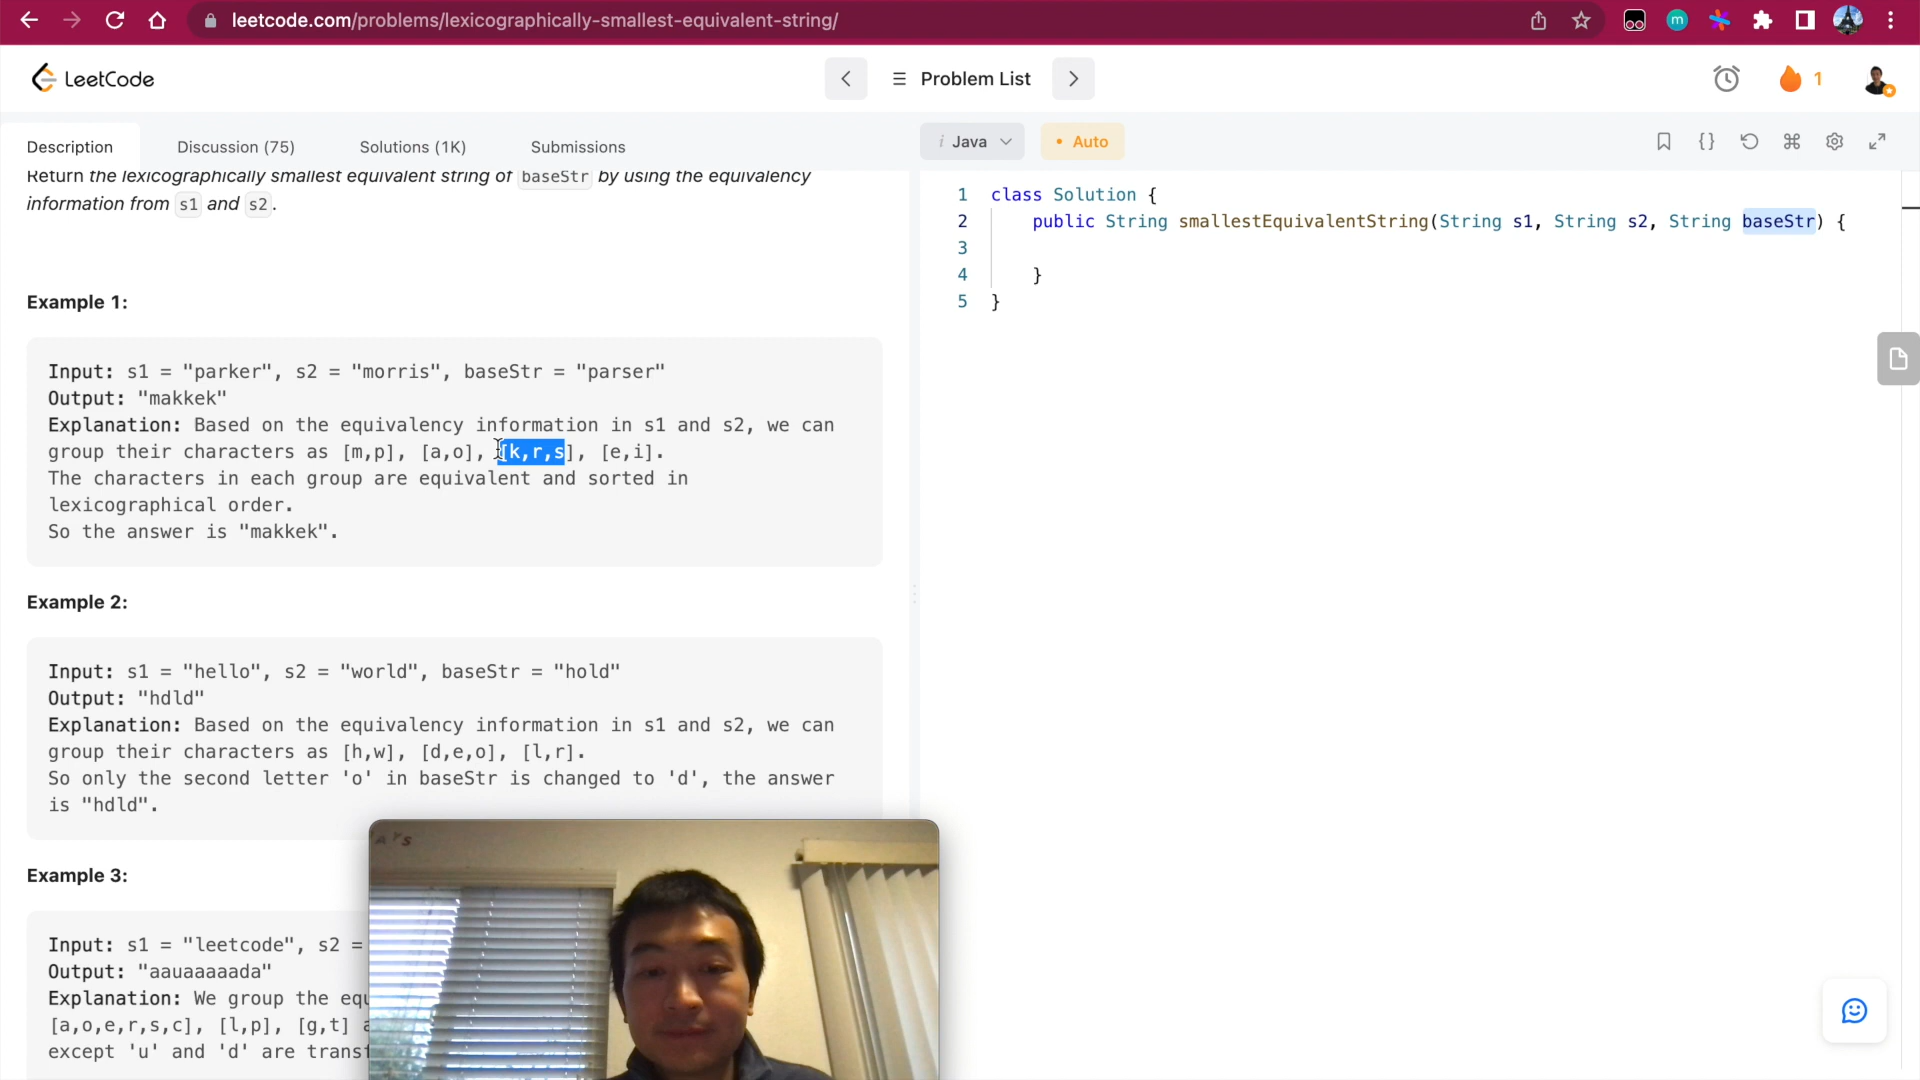 leetcode.com/problems/lexicographically-smallest-equivalent-string/
m
LeetCode
Problem List
1
Description
Discussion (75)
Solutions (1K)
Submissions
i Java
• Auto
{}
Return the lexicographically smallest equivalent string of baseStr by using the equivalency
information from s1 and s2.
Example 1:
Input: s1 = "parker", s2 = "morris", baseStr = "parser"
Output: "makkek"
Explanation: Based on the equivalency information in s1 and s2, we can
group their characters as [m,p], [a,o], [k,r,s], [e,i].
The characters in each group are equivalent and sorted in
lexicographical order.
So the answer is "makkek".
Example 2:
Input: s1 = "hello", s2 = "world", baseStr = "hold"
Output: "hdld"
Explanation: Based on the equivalency information in s1 and s2, we can
group their characters as [h,w], [d,e,o], [l,r].
So only the second letter 'o' in baseStr is changed to 'd', the answer
is "hdld".
Example 3:
Input: s1 = "leetcode", s2 =
Output: "aauaaaaada"
Explanation: We group the equ
[a,o,e,r,s,c], [l,p], [g,t] a
except 'u' and 'd' are transf
1 class Solution {
2 public String smallestEquivalentString(String s1, String s2, String baseStr) {
3
4 }
5 }